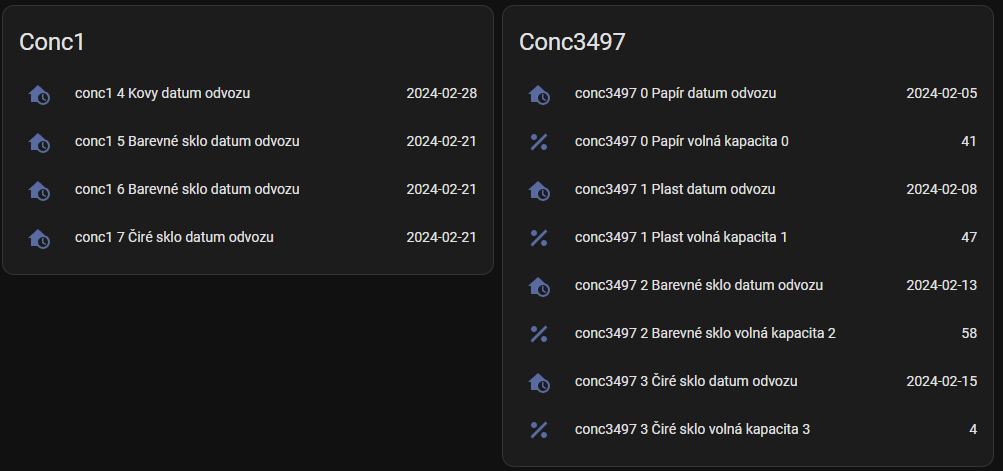 Conc1
conc1 4 Kovy datum odvozu 2024-02-28
conc1 5 Barevné sklo datum odvozu 2024-02-21
conc1 6 Barevné sklo datum odvozu 2024-02-21
conc1 7 Čiré sklo datum odvozu 2024-02-21
Conc3497
conc3497 0 Papír datum odvozu 2024-02-05
conc3497 0 Papír volná kapacita 0 41
conc3497 1 Plast datum odvozu 2024-02-08
conc3497 1 Plast volná kapacita 1 47
conc3497 2 Barevné sklo datum odvozu 2024-02-13
conc3497 2 Barevné sklo volná kapacita 2 58
conc3497 3 Čiré sklo datum odvozu 2024-02-15
conc3497 3 Čiré sklo volná kapacita 3 4